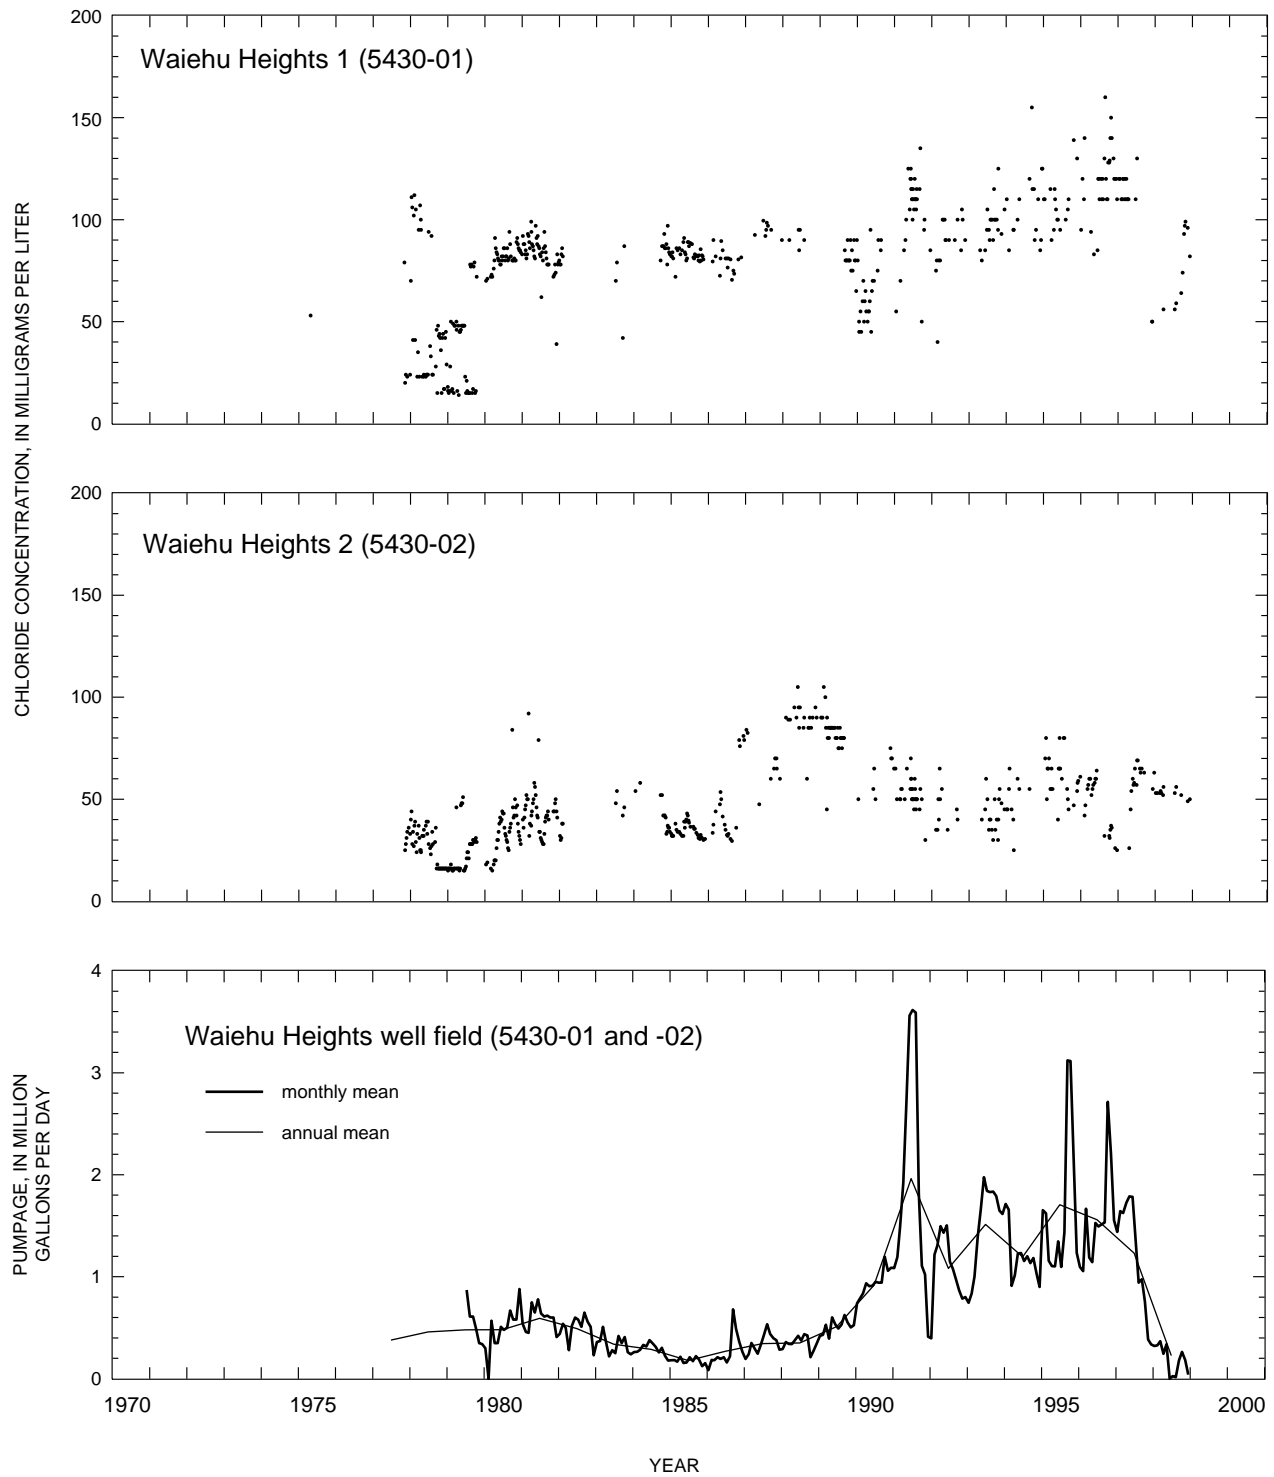 CHLORIDE CONCENTRATION, IN MILLIGRAMS PER LITER
200
150
100
50
0
Waiehu Heights 1 (5430-01)
200
150
100
50
0
Waiehu Heights 2 (5430-02)
PUMPAGE, IN MILLION
GALLONS PER DAY
4
3
2
1
0
Waiehu Heights well field (5430-01 and -02)
monthly mean
annual mean
1970 1975 1980 1985 1990 1995 2000
YEAR